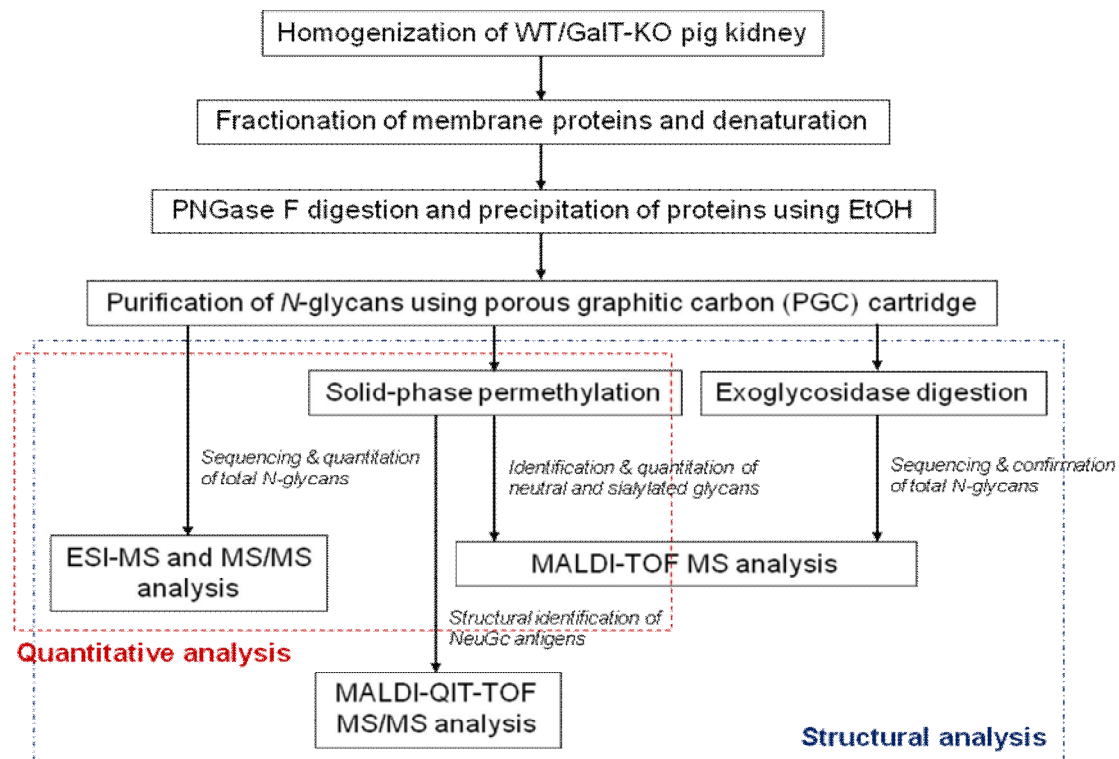 Homogenization of WT/GalT-KO pig kidney
Fractionation of membrane proteins and denaturation
PNGase F digestion and precipitation of proteins using EtOH
Purification of N-glycans using porous graphitic carbon (PGC) cartridge
Solid-phase permethylation
Exoglycosidase digestion
Sequencing & quantitation
of total N-glycans
Identification & quantitation of
neutral and sialylated glycans
Sequencing & confirmation
of total N-glycans
ESI-MS and MS/MS
analysis
MALDI-TOF MS analysis
Structural identification of
NeuGc antigens
Quantitative analysis
MALDI-QIT-TOF
MS/MS analysis
Structural analysis